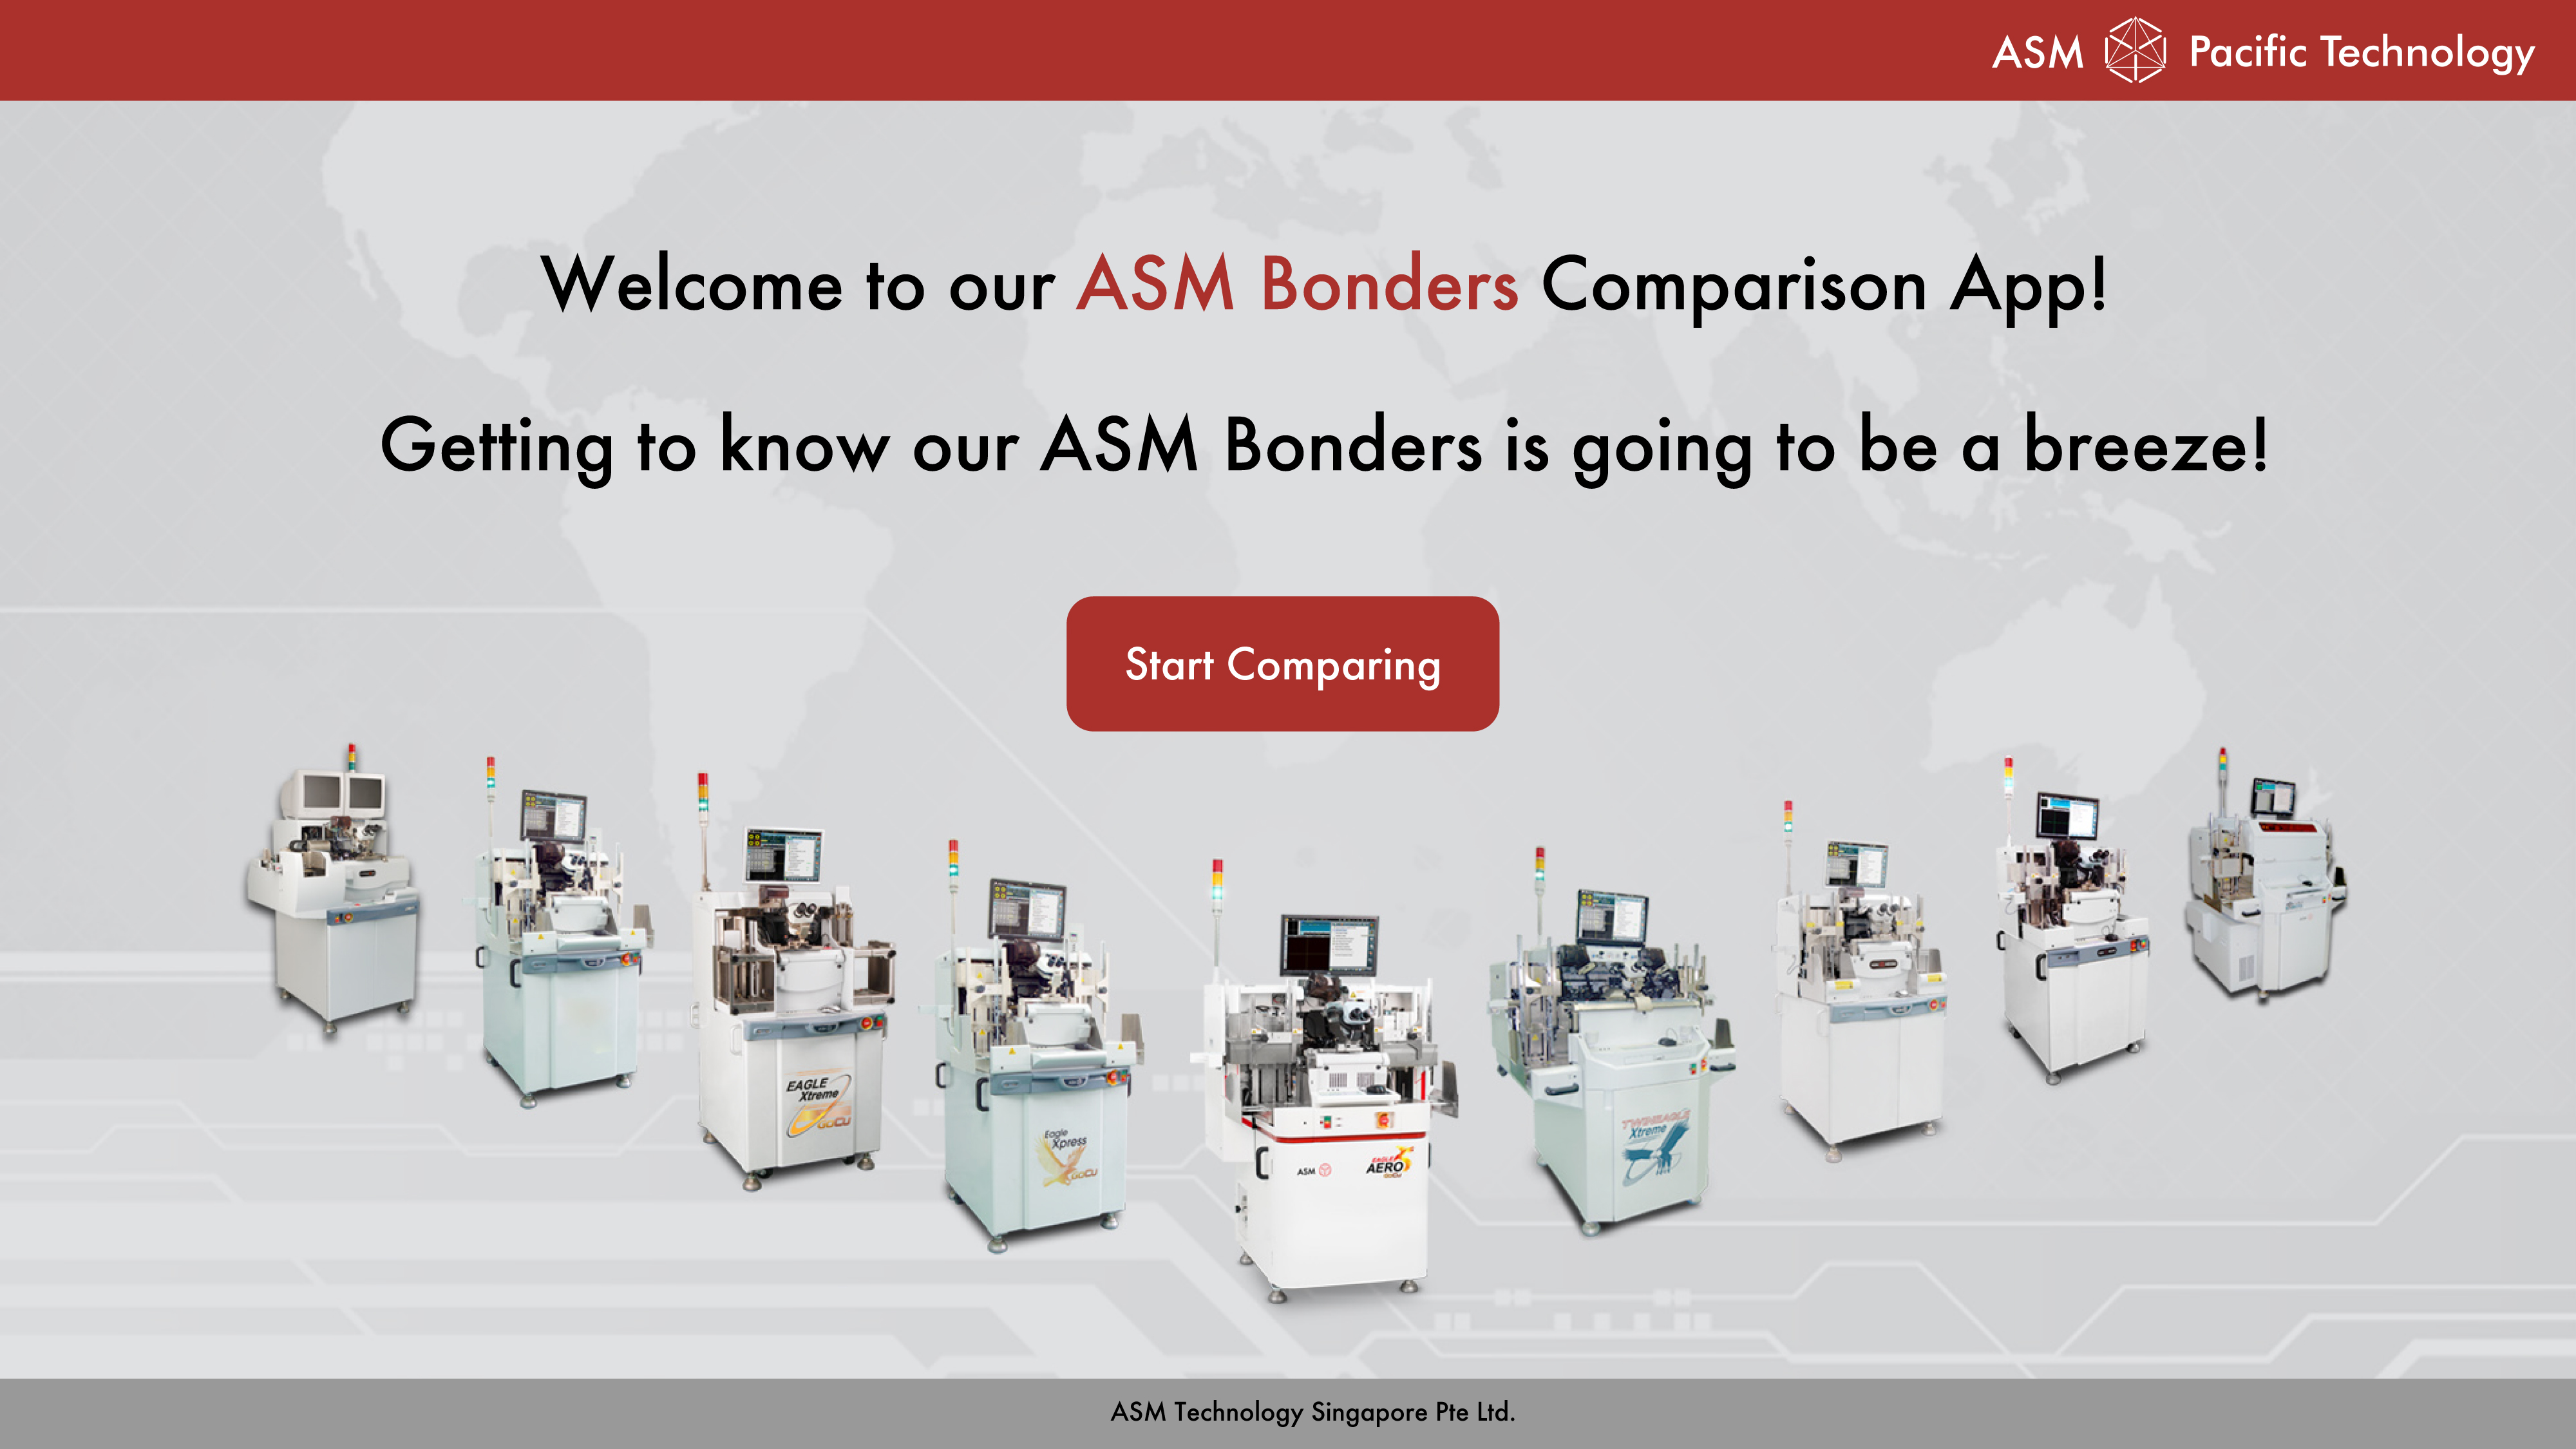 ASM Pacific Technology
Welcome to our ASM Bonders Comparison App!
Getting to know our ASM Bonders is going to be a breeze!
Start Comparing
EAGLE
Xtreme
GoCu
Eagle
Xpress
GoCu
ASM
EAGLE
AERO
GoCu
TWINEAGLE
Xtreme
ASM Technology Singapore Pte Ltd.